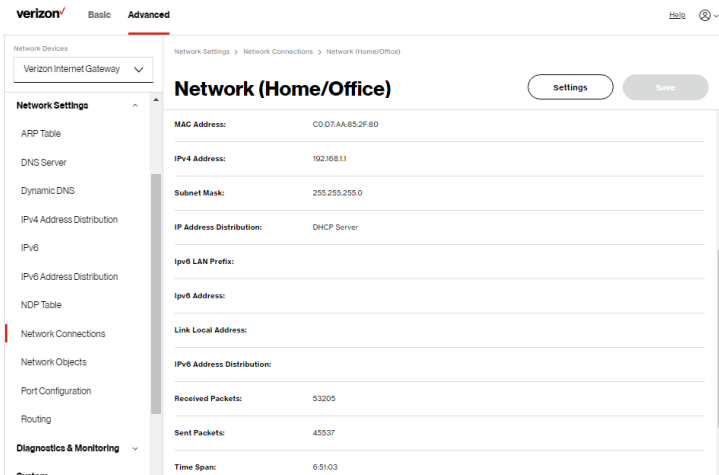 verizon✓ Basic Advanced Help
Network Devices
Verizon Internet Gateway
Network Settings
ARP Table
DNS Server
Dynamic DNS
IPv4 Address Distribution
IPv6
IPv6 Address Distribution
NDP Table
Network Connections
Network Objects
Port Configuration
Routing
Diagnostics & Monitoring
System
Network Settings > Network Connections > Network (Home/Office)
Network (Home/Office)
Settings
Save
MAC Address: C0:D7:AA:85:2F:80
IPv4 Address: 192.168.1.1
Subnet Mask: 255.255.255.0
IP Address Distribution: DHCP Server
Ipv6 LAN Prefix:
Ipv6 Address:
Link Local Address:
IPv6 Address Distribution:
Received Packets: 53205
Sent Packets: 45537
Time Span: 6:51:03